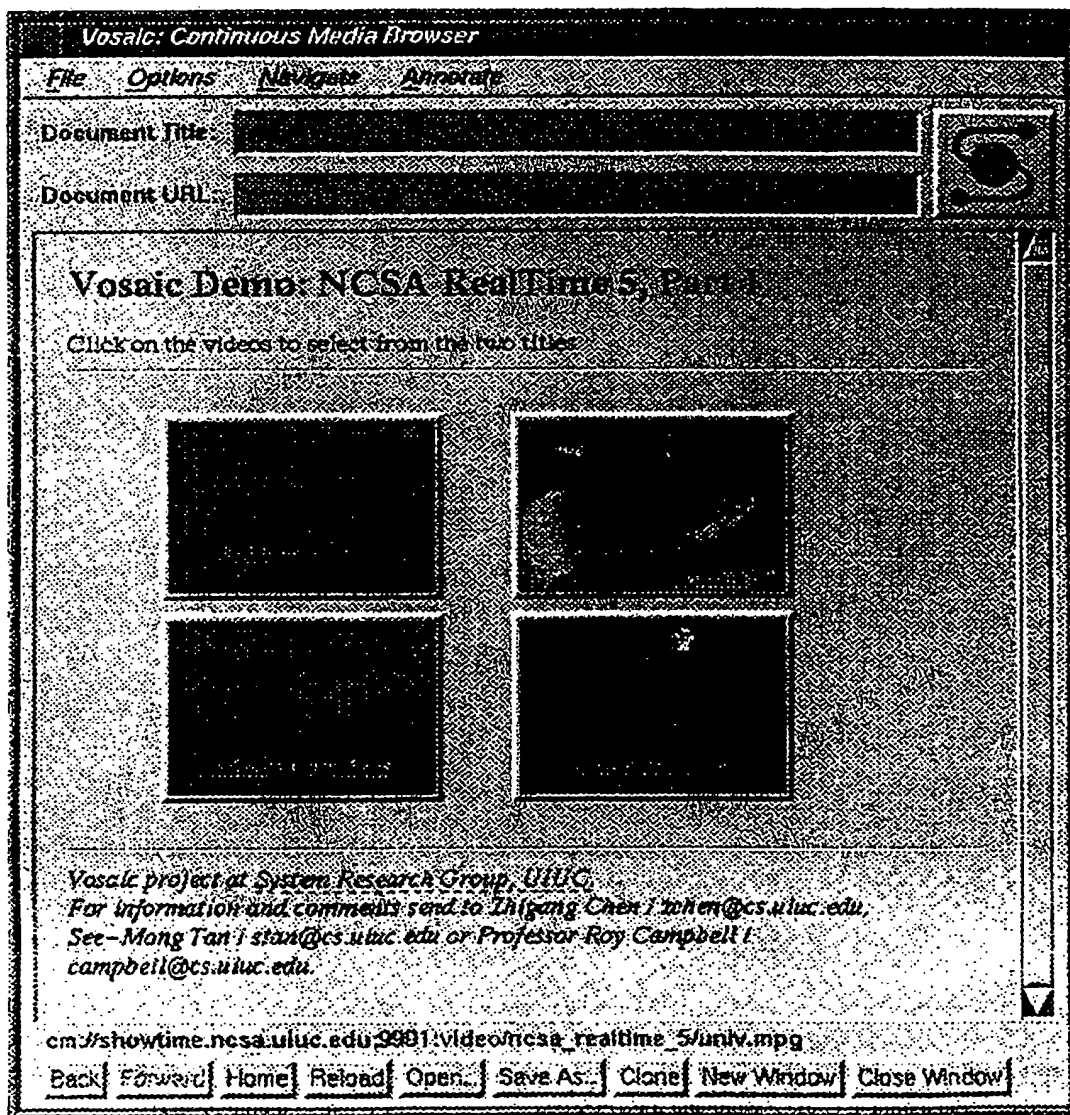 Vosaic: Continuous Media Browser
File Options Navigate Annotate
Document Title:
Document URL:
Vosaic Demo: NCSA RealTime 5, Part 1
Click on the videos to select from the two titles
Vosaic project at System Research Group, UIUC.
For information and comments send to Zhigang Chen / zchen@cs.uiuc.edu,
See-Mong Tan / stan@cs.uiuc.edu or Professor Roy Campbell /
campbell@cs.uiuc.edu.
cm://showtime.ncsa.uiuc.edu:9901:video/ncsa_realtime_5/univ.mpg
Back Forward Home Reload Open... Save As... Clone New Window Close Window